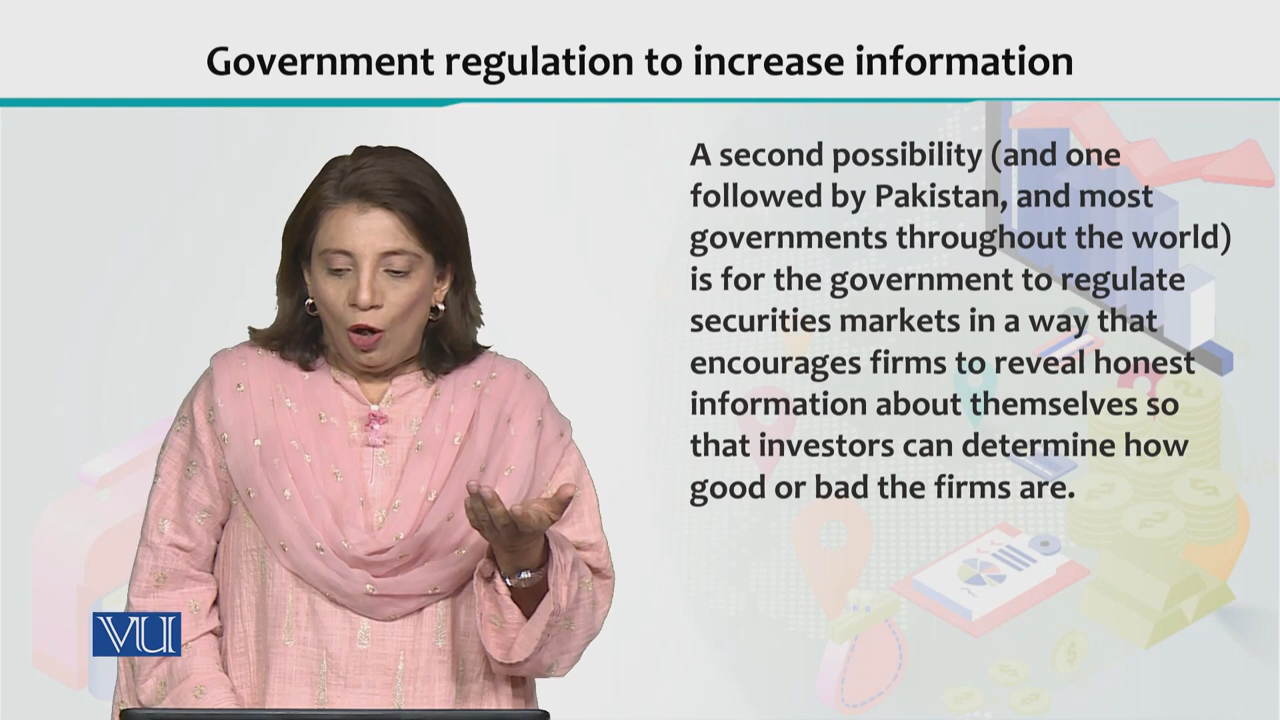 Government regulation to increase information
A second possibility (and one
followed by Pakistan, and most
governments throughout the world)
is for the government to regulate
securities markets in a way that
encourages firms to reveal honest
information about themselves so
that investors can determine how
good or bad the firms are.
VU